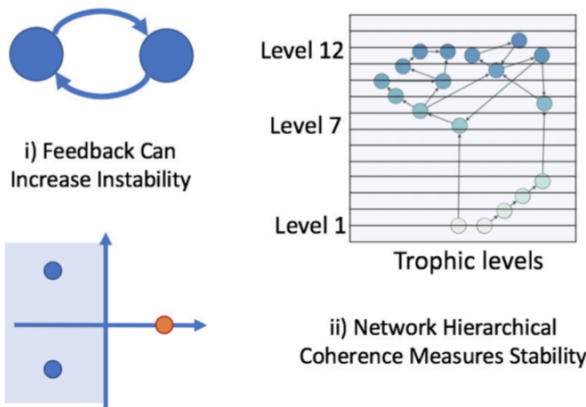 i) Feedback Can
Increase Instability
Level 12
Level 7
Level 1
Trophic levels
ii) Network Hierarchical
Coherence Measures Stability